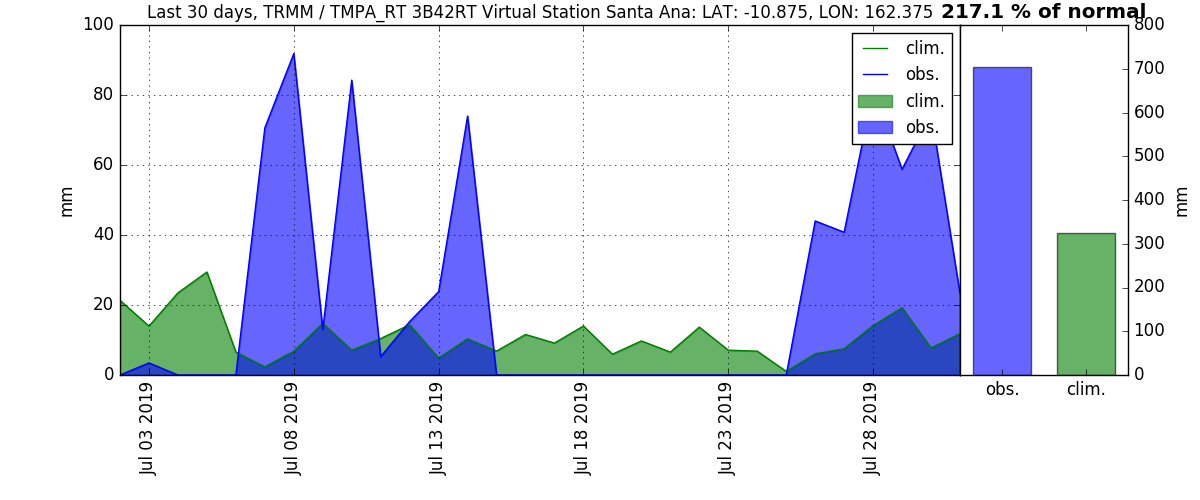 Last 30 days, TRMM / TMPA_RT 3B42RT Virtual Station Santa Ana: LAT: -10.875, LON: 162.375 217.1 % of normal
100
80
60
40
20
0
mm
clim.
obs.
clim.
obs.
800
700
600
500
400
300
200
100
0
mm
Jul 03 2019
Jul 08 2019
Jul 13 2019
Jul 18 2019
Jul 23 2019
Jul 28 2019
obs.
clim.